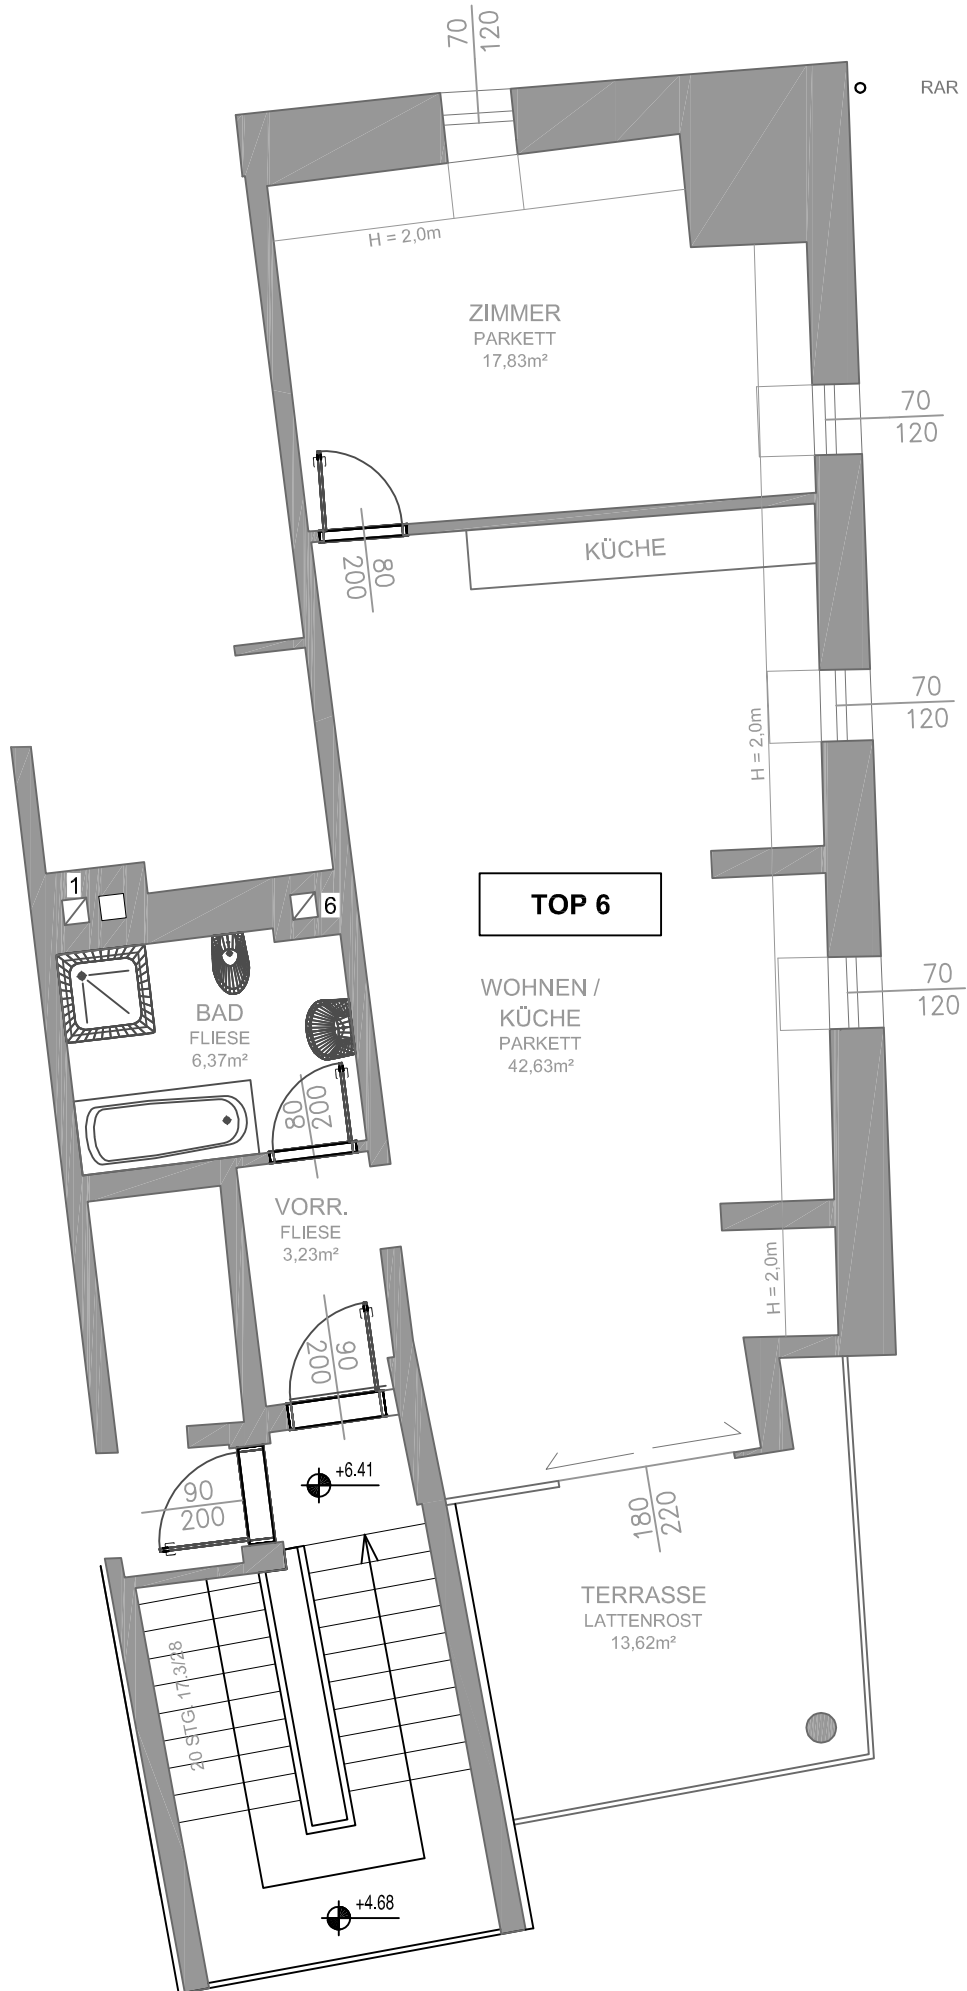 70
120
RAR
H = 2,0m
ZIMMER
PARKETT
17,83m²
70
120
80
200
KÜCHE
70
120
H = 2,0m
1
6
TOP 6
70
120
WOHNEN /
KÜCHE
PARKETT
42,63m²
BAD
FLIESE
6,37m²
80
200
VORR.
FLIESE
3,23m²
H = 2,0m
90
200
+6.41
90
200
180
220
TERRASSE
LATTENROST
13,62m²
20 STG. 17.3/28
+4.68